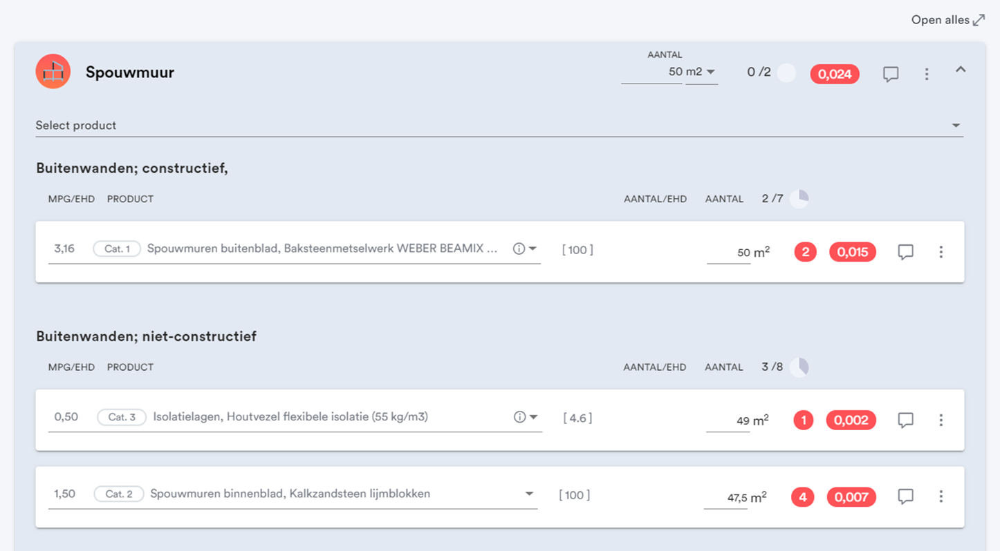 Open alles
AANTAL
Spouwmuur 50 m2 0 /2 0,024
Select product
Buitenwanden; constructief,
MPG/EHD PRODUCT AANTAL/EHD AANTAL 2 /7
3,16 Cat. 1 Spouwmuren buitenblad, Baksteenmetselwerk WEBER BEAMIX ... [ 100 ] 50 m² 2 0,015
Buitenwanden; niet-constructief
MPG/EHD PRODUCT AANTAL/EHD AANTAL 3 /8
0,50 Cat. 3 Isolatielagen, Houtvezel flexibele isolatie (55 kg/m3) [ 4.6 ] 49 m² 1 0,002
1,50 Cat. 2 Spouwmuren binnenblad, Kalkzandsteen lijmblokken [ 100 ] 47,5 m² 4 0,007